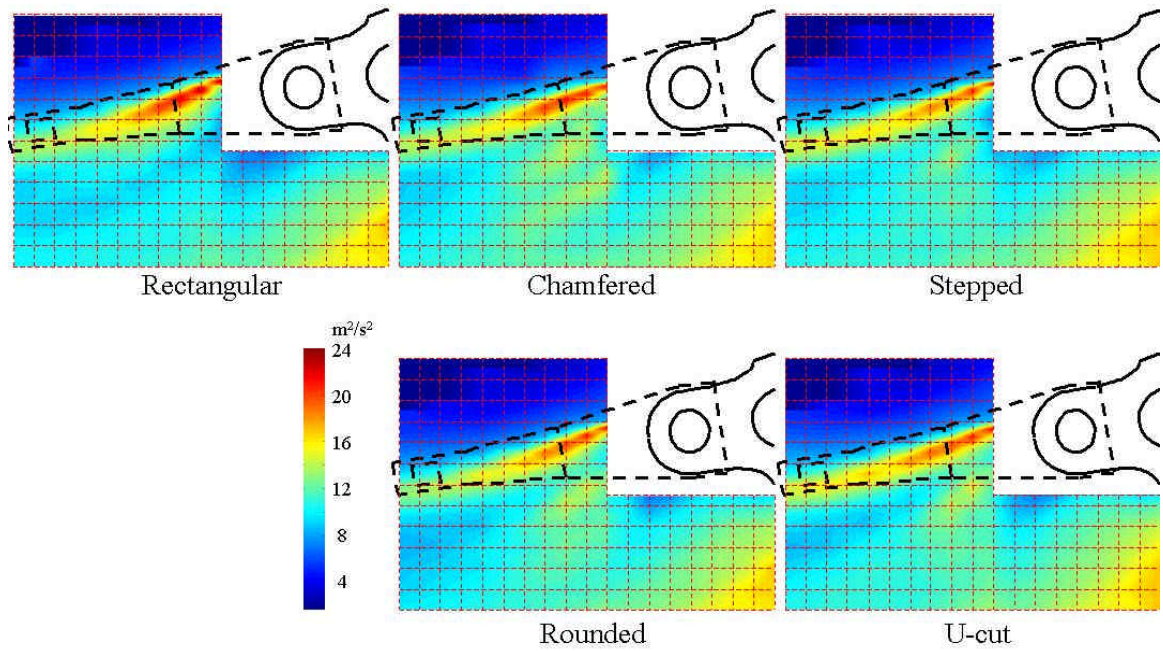 Rectangular
Chamfered
Stepped
m²/s²
24
20
16
12
8
4
Rounded
U-cut